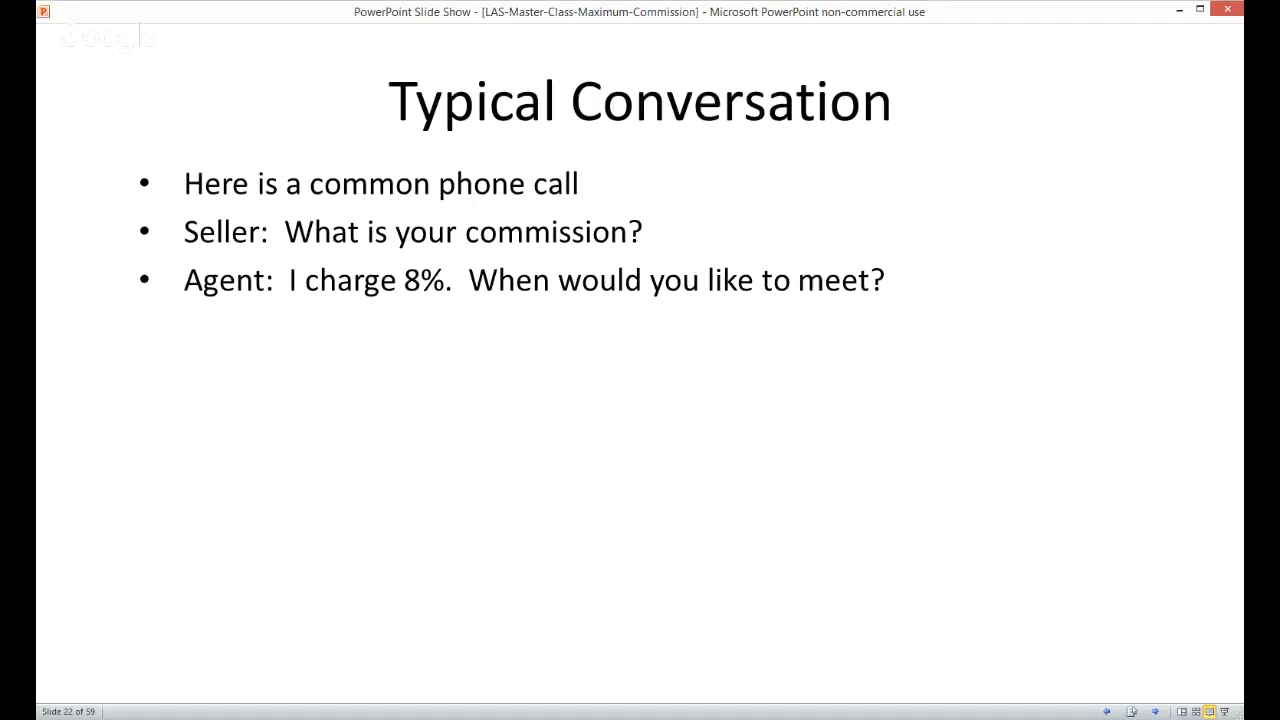 PowerPoint Slide Show - [LAS-Master-Class-Maximum-Commission] - Microsoft PowerPoint non-commercial use
Google
Typical Conversation
• Here is a common phone call
• Seller: What is your commission?
• Agent: I charge 8%. When would you like to meet?
Slide 22 of 59